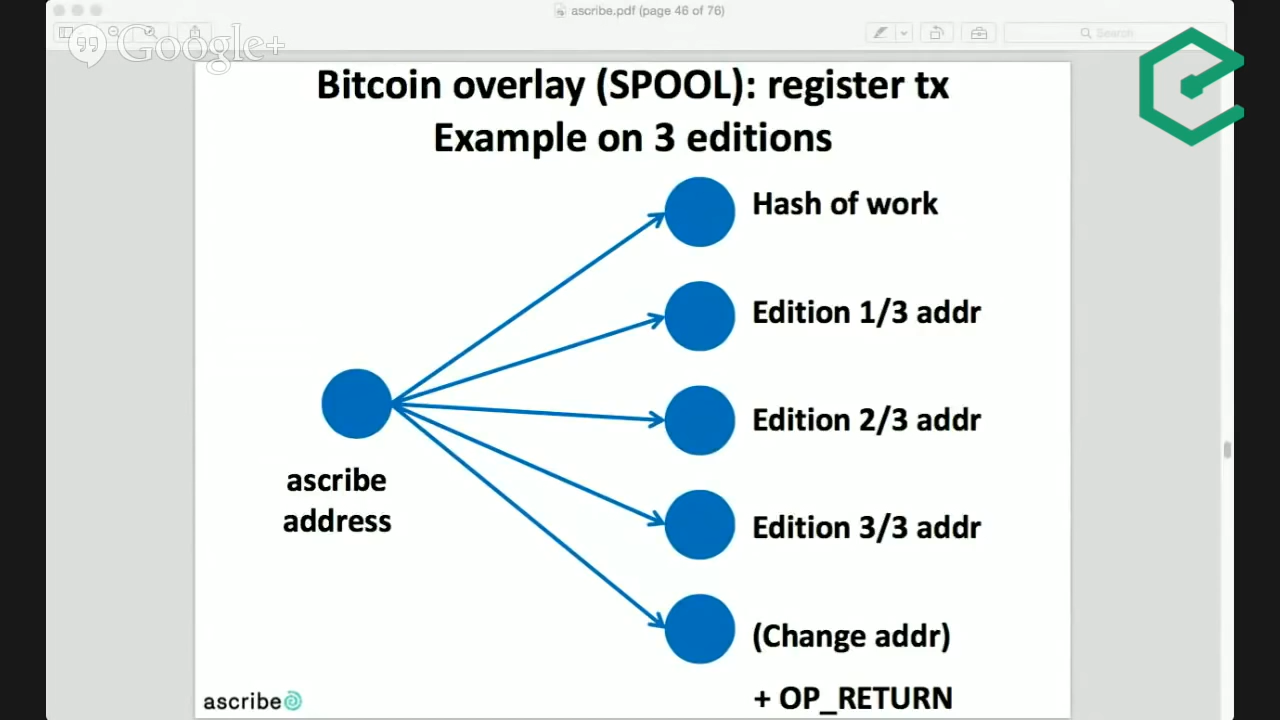 ascribe.pdf (page 46 of 76)
Google+
Search
Bitcoin overlay (SPOOL): register tx
Example on 3 editions
Hash of work
Edition 1/3 addr
Edition 2/3 addr
ascribe
address
Edition 3/3 addr
(Change addr)
+ OP_RETURN
ascribe